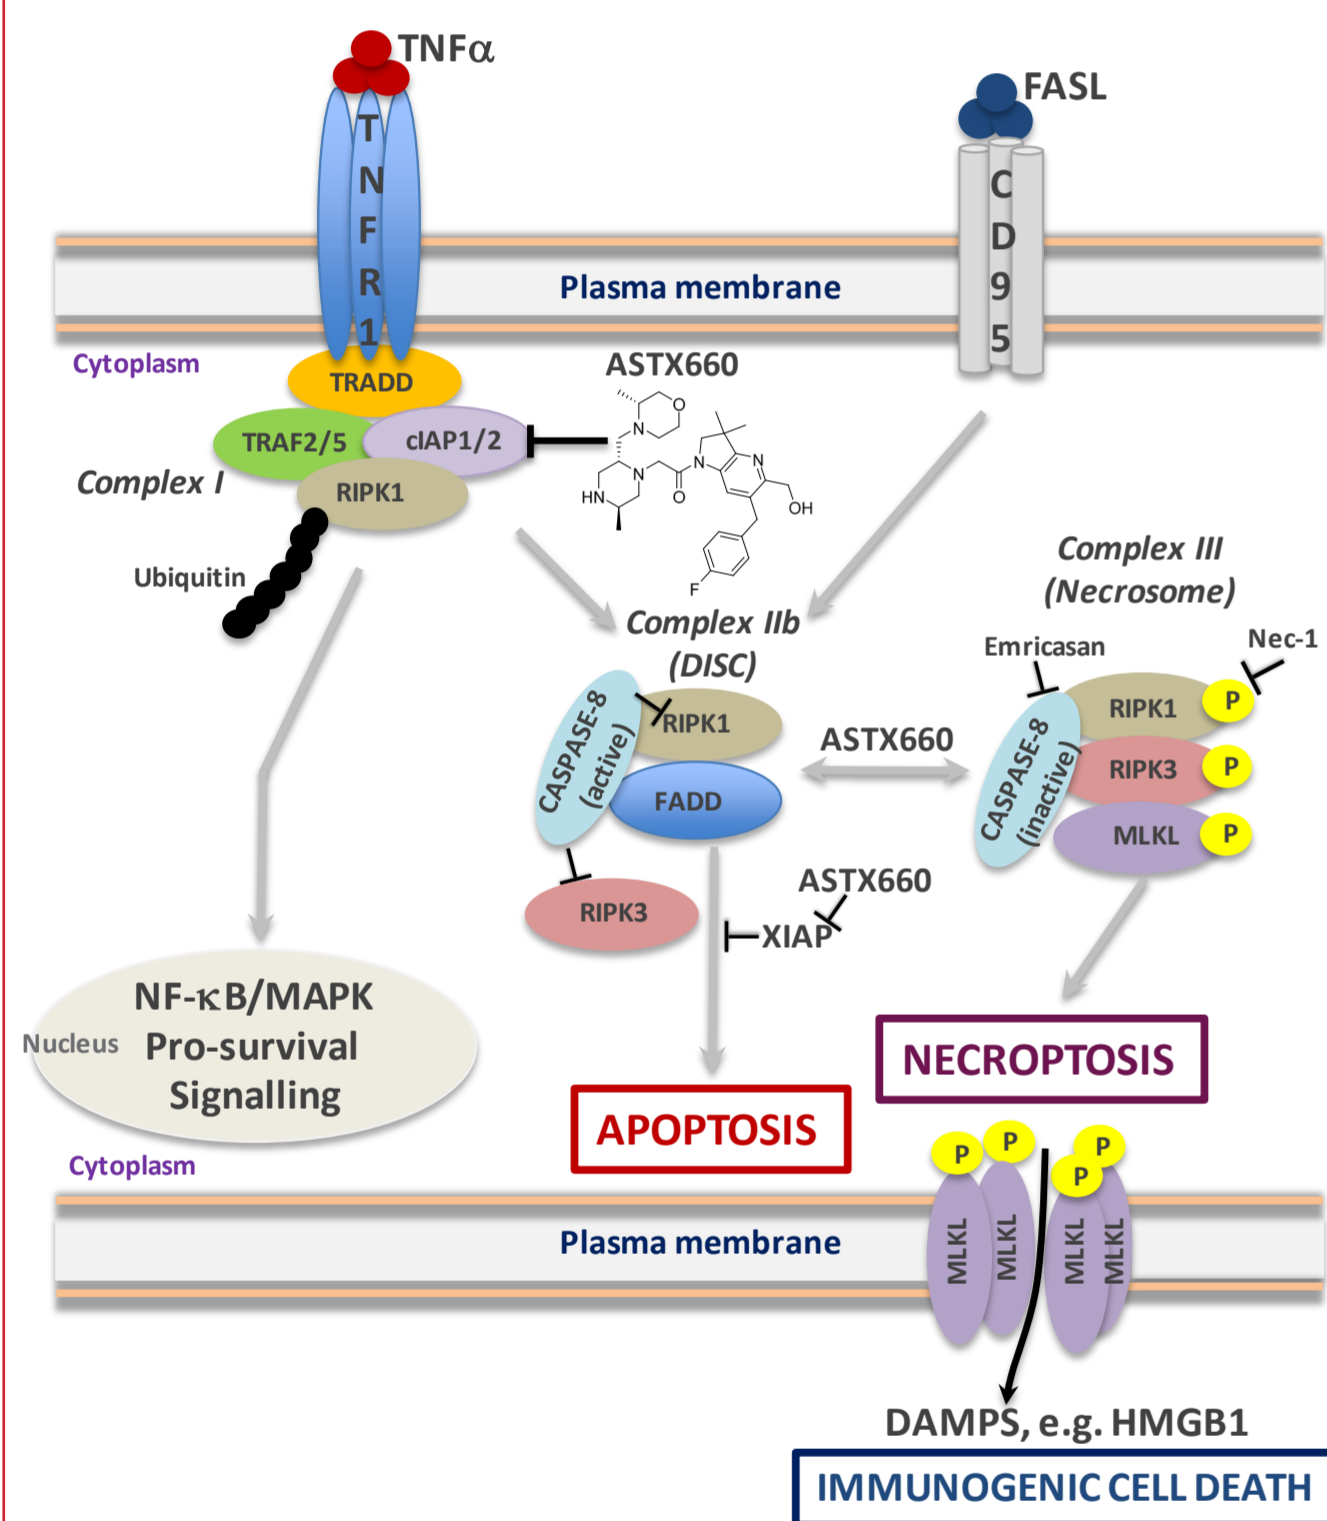 TNFα
FASL
T
N
F
R
1
C
D
9
5
Plasma membrane
Cytoplasm
TRADD
ASTX660
TRAF2/5
cIAP1/2
Complex I
RIPK1
Ubiquitin
O
N
N
N
N
HN
O
OH
F
Complex IIb
(DISC)
Complex III
(Necrosome)
Emricasan
Nec-1
CASPASE-8
(active)
RIPK1
FADD
RIPK3
ASTX660
CASPASE-8
(inactive)
RIPK1
P
RIPK3
P
MLKL
P
ASTX660
XIAP
Nucleus
NF-κB/MAPK
Pro-survival
Signalling
APOPTOSIS
NECROPTOSIS
Cytoplasm
Plasma membrane
P
P
P
P
MLKL
MLKL
MLKL
MLKL
DAMPS, e.g. HMGB1
IMMUNOGENIC CELL DEATH